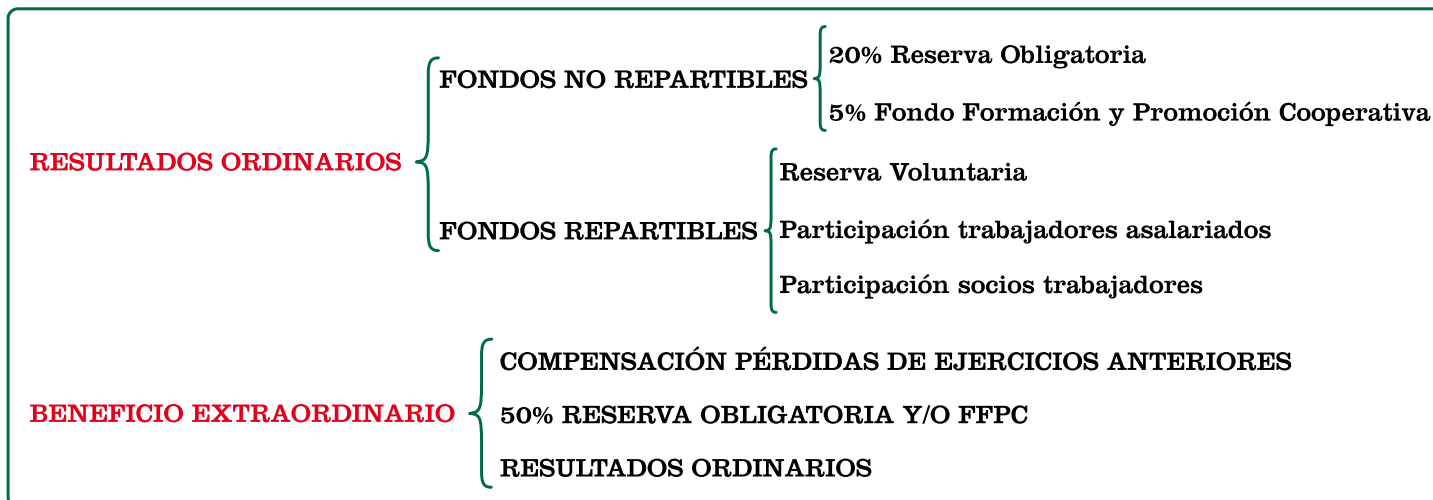 RESULTADOS ORDINARIOS
FONDOS NO REPARTIBLES
20% Reserva Obligatoria
5% Fondo Formación y Promoción Cooperativa
FONDOS REPARTIBLES
Reserva Voluntaria
Participación trabajadores asalariados
Participación socios trabajadores
BENEFICIO EXTRAORDINARIO
COMPENSACIÓN PÉRDIDAS DE EJERCICIOS ANTERIORES
50% RESERVA OBLIGATORIA Y/O FFPC
RESULTADOS ORDINARIOS